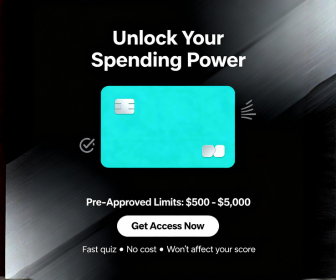 Unlock Your
Spending Power
Pre-Approved Limits: $500 - $5,000
Get Access Now
Fast quiz • No cost • Won't affect your score